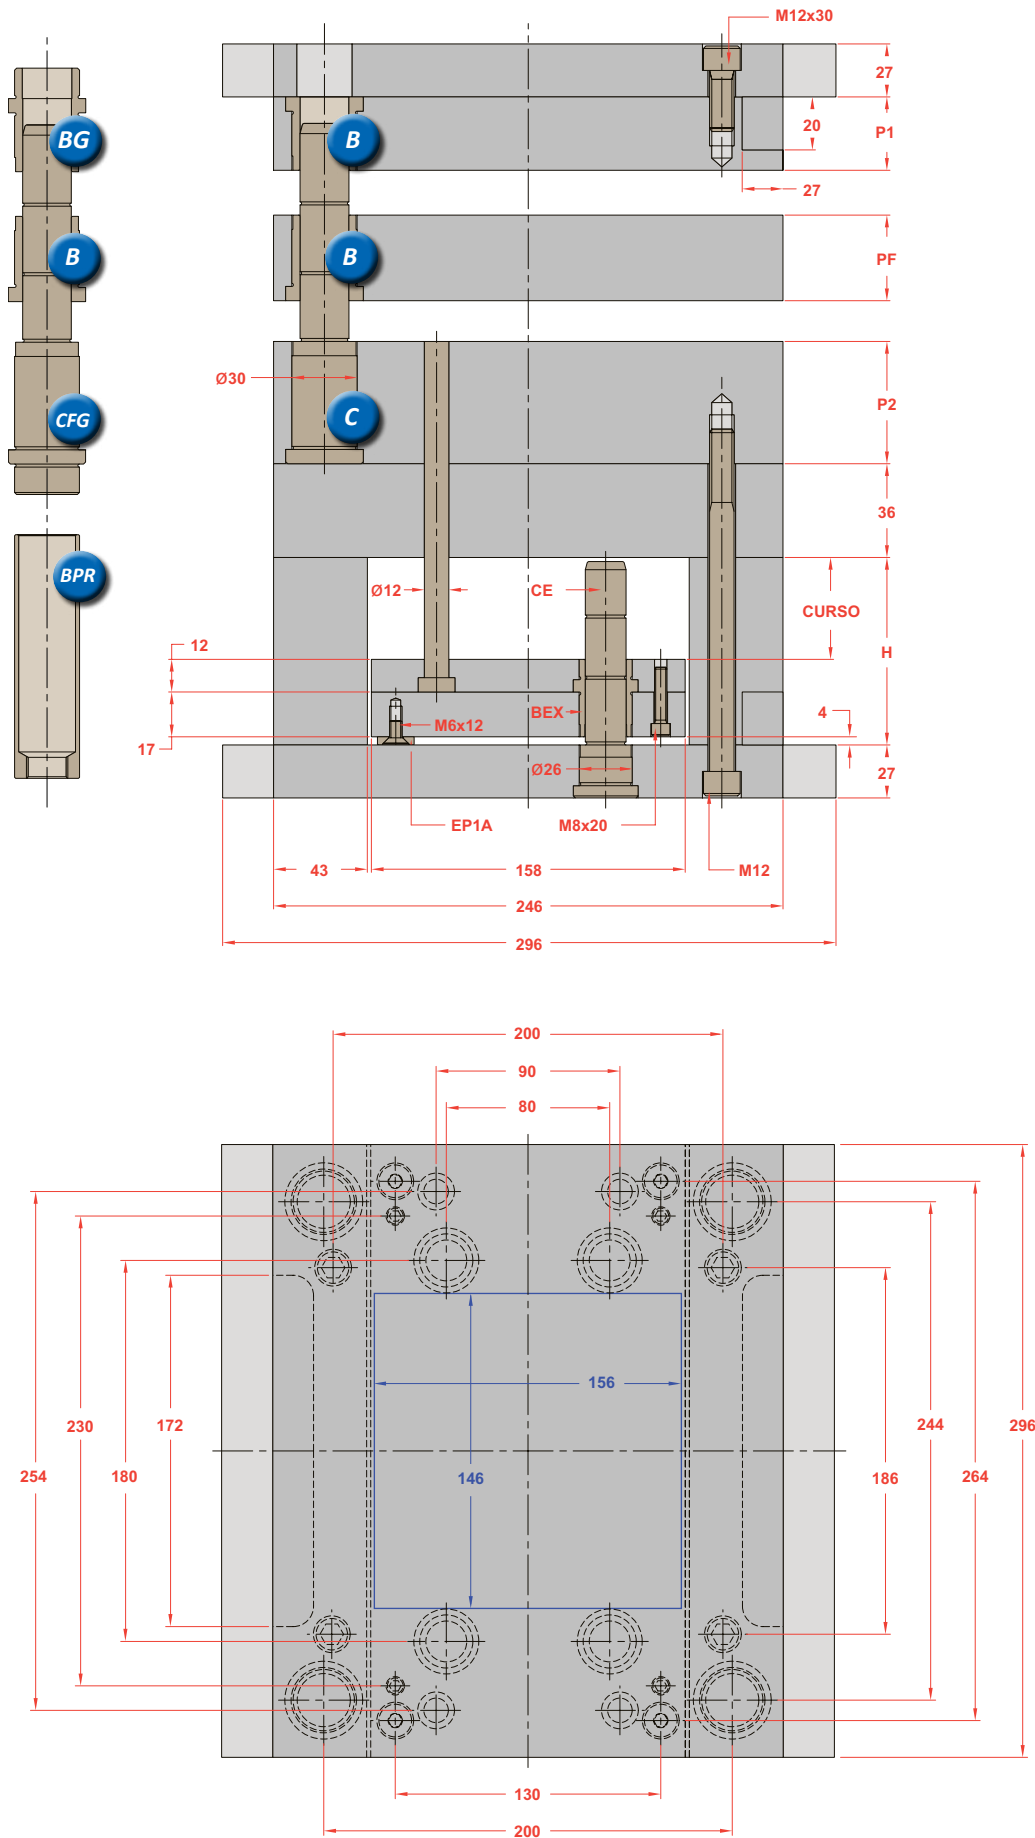 M12x30
27
20
P1
27
BG
B
B
B
PF
Ø30
CFG
C
P2
36
BPR
Ø12
CE
CURSO
12
H
BEX
4
M6x12
17
Ø26
27
EP1A
M8x20
43
158
M12
246
296
200
90
80
156
230
172
244
296
254
180
146
186
264
130
200